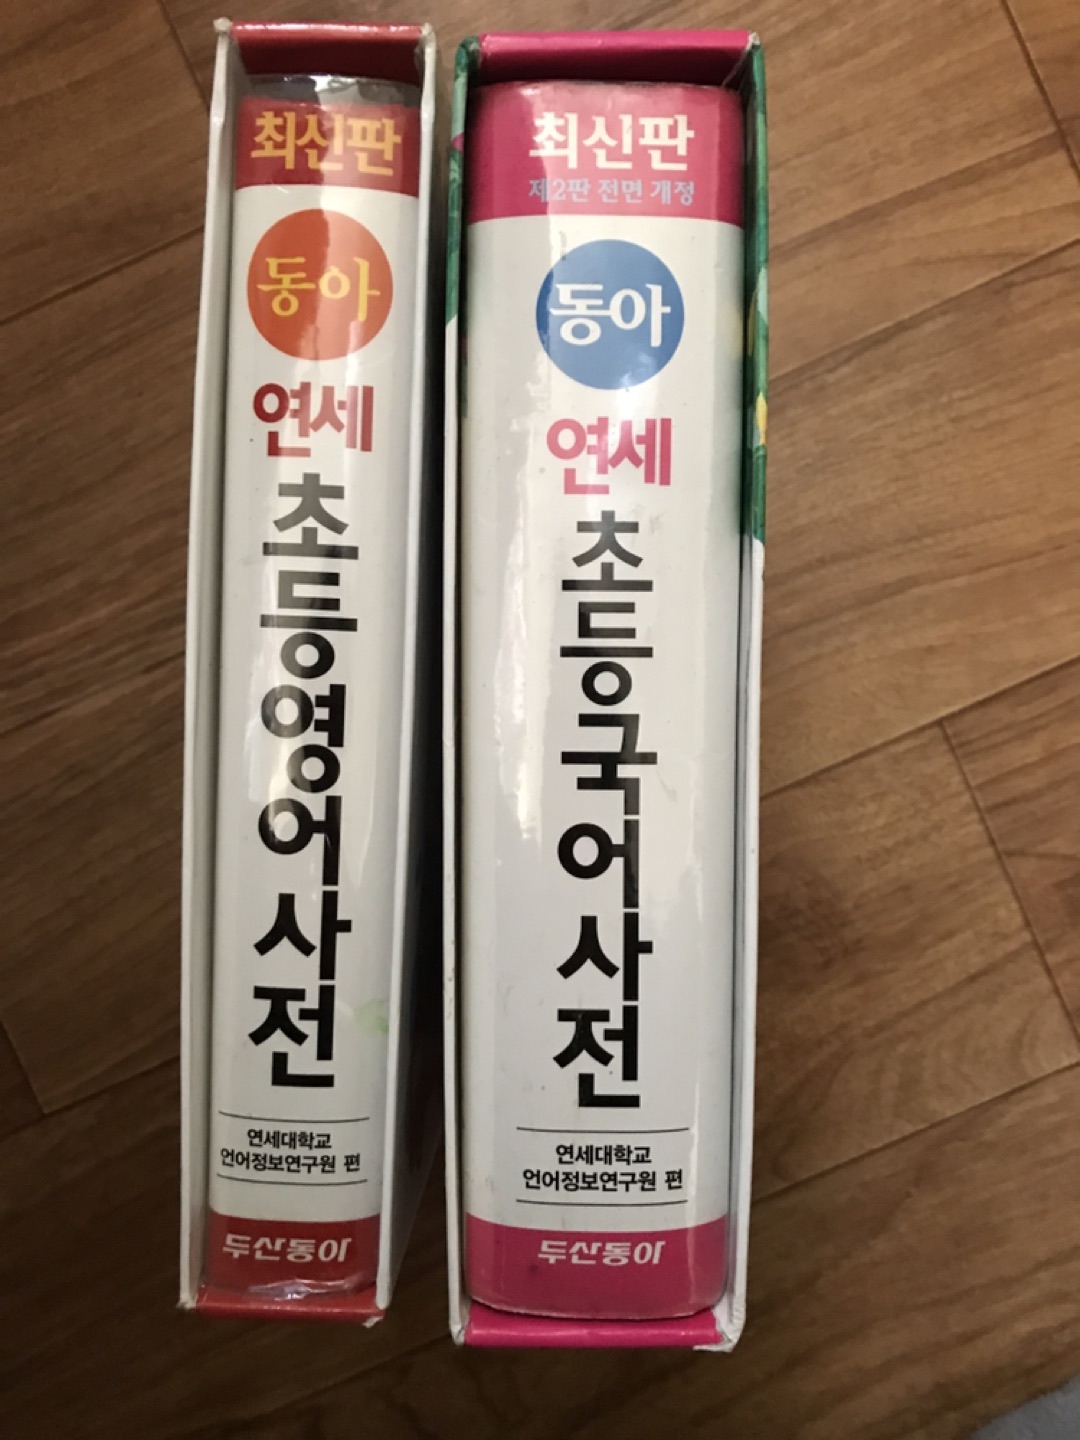 최신판
동아
연세
초등영어사전
연세대학교
언어정보연구원 편
두산동아
최신판
제2판 전면 개정
동아
연세
초등국어사전
연세대학교
언어정보연구원 편
두산동아